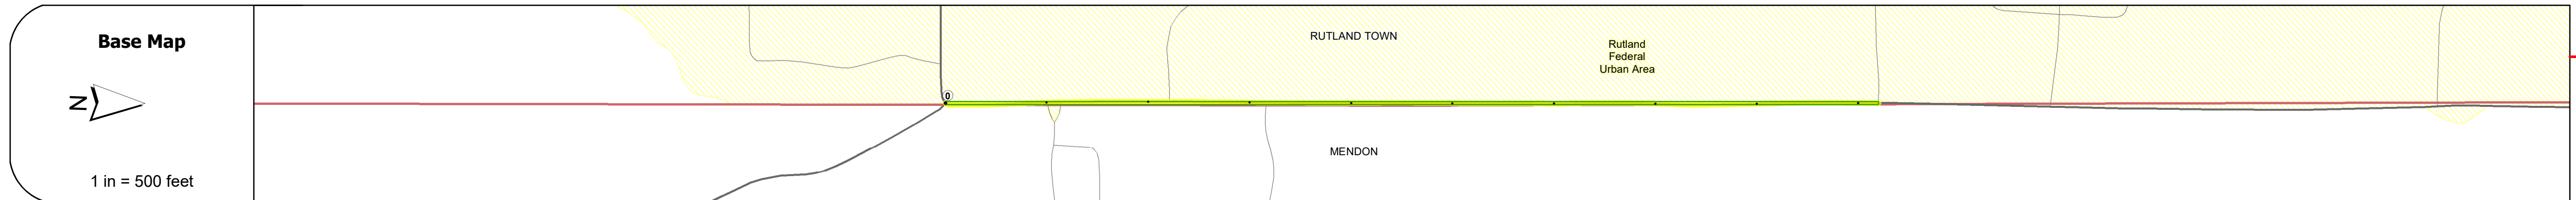 Base Map
N
1 in = 500 feet
RUTLAND TOWN
Rutland
Federal
Urban Area
0
MENDON